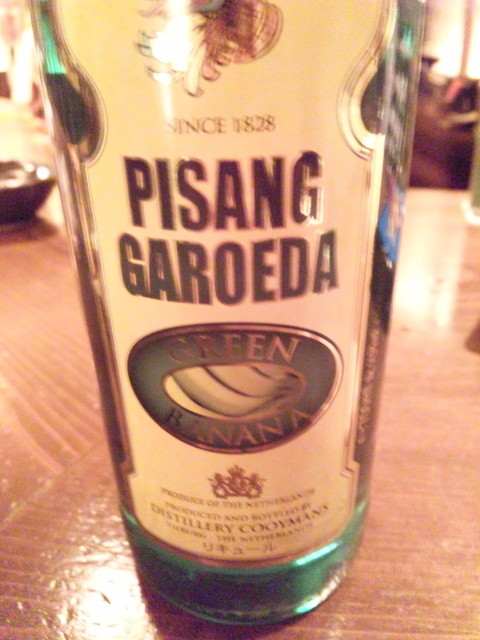 SINCE 1828
PISANG
GAROEDA
GREEN
BANANA
PRODUCE OF THE NETHERLANDS
PRODUCED AND BOTTLED BY
DISTILLERY COOYMANS
TILBURG - THE NETHERLANDS
リキュール